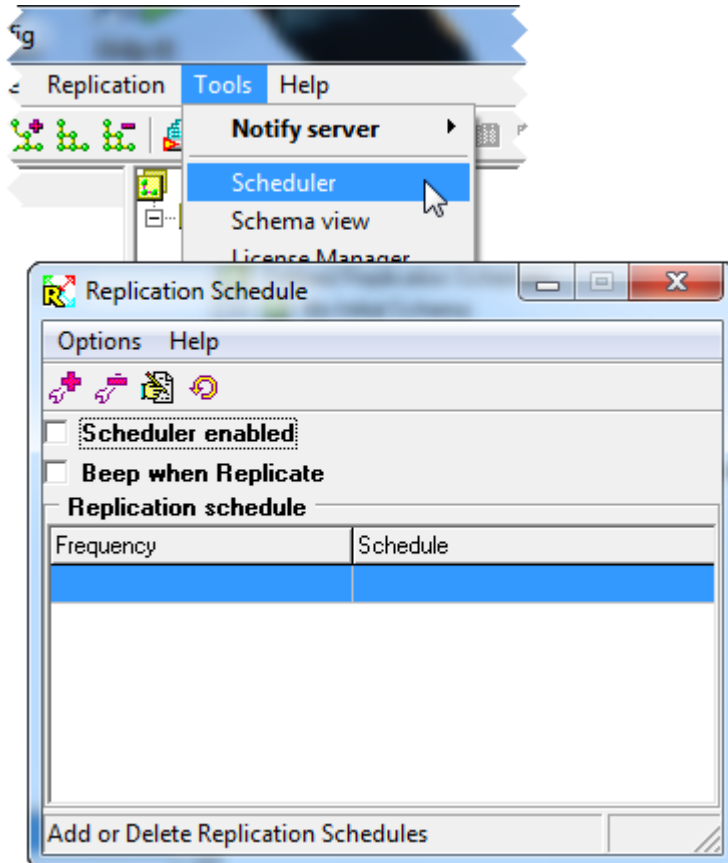 fig
Replication Tools Help
Notify server
Scheduler
Schema view
License Manager
Replication Schedule
Options Help
Scheduler enabled
Beep when Replicate
Replication schedule
Frequency Schedule
Add or Delete Replication Schedules